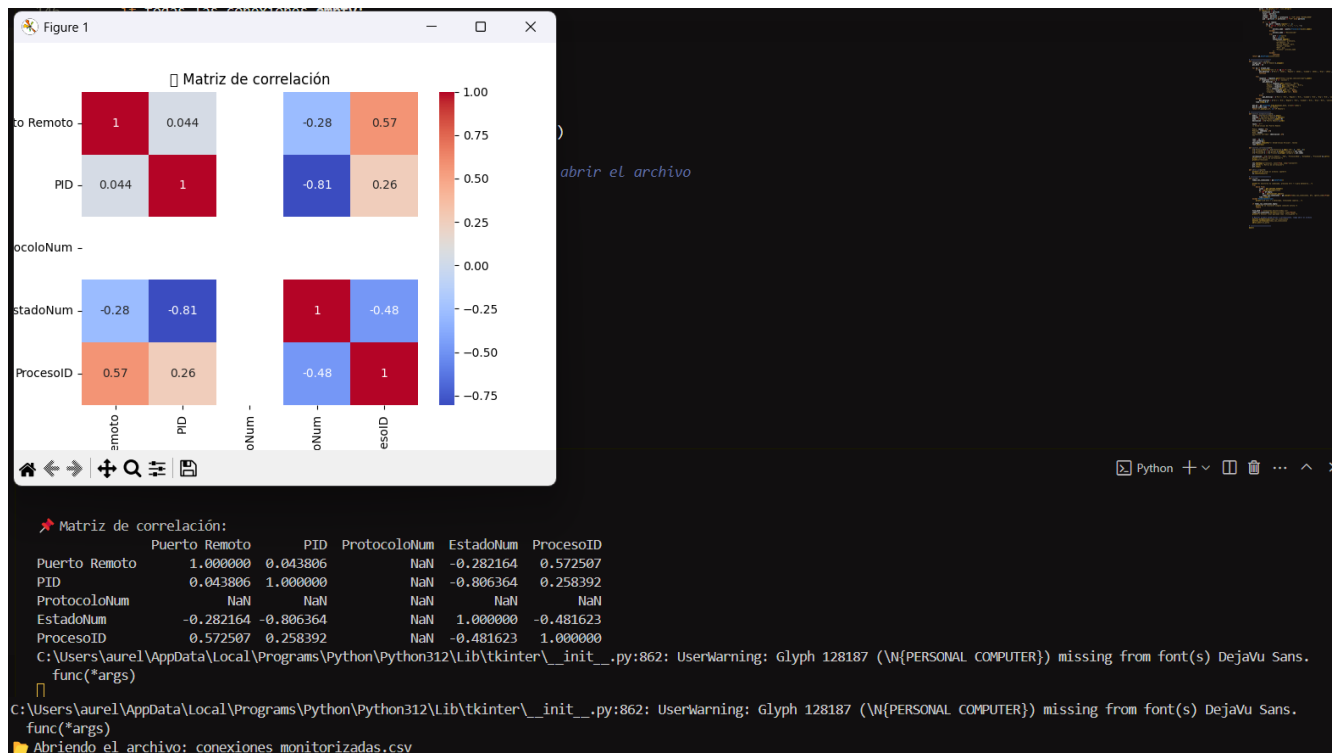 Figure 1
Matriz de correlación
1.00
0.75
0.50
0.25
0.00
−0.25
−0.50
−0.75
to Remoto
1
0.044
-0.28
0.57
PID
0.044
1
-0.81
0.26
ocoloNum
stadoNum
-0.28
-0.81
1
-0.48
ProcesoID
0.57
0.26
-0.48
1
emoto
PID
oNum
oNum
esoID
)
abrir el archivo
Python
📌 Matriz de correlación:
Puerto Remoto PID ProtocoloNum EstadoNum ProcesoID
Puerto Remoto 1.000000 0.043806 NaN -0.282164 0.572507
PID 0.043806 1.000000 NaN -0.806364 0.258392
ProtocoloNum NaN NaN NaN NaN NaN
EstadoNum -0.282164 -0.806364 NaN 1.000000 -0.481623
ProcesoID 0.572507 0.258392 NaN -0.481623 1.000000
C:\Users\aurel\AppData\Local\Programs\Python\Python312\Lib\tkinter\__init__.py:862: UserWarning: Glyph 128187 (\N{PERSONAL COMPUTER}) missing from font(s) DejaVu Sans.
func(*args)
C:\Users\aurel\AppData\Local\Programs\Python\Python312\Lib\tkinter\__init__.py:862: UserWarning: Glyph 128187 (\N{PERSONAL COMPUTER}) missing from font(s) DejaVu Sans.
func(*args)
📂 Abriendo el archivo: conexiones_monitorizadas.csv